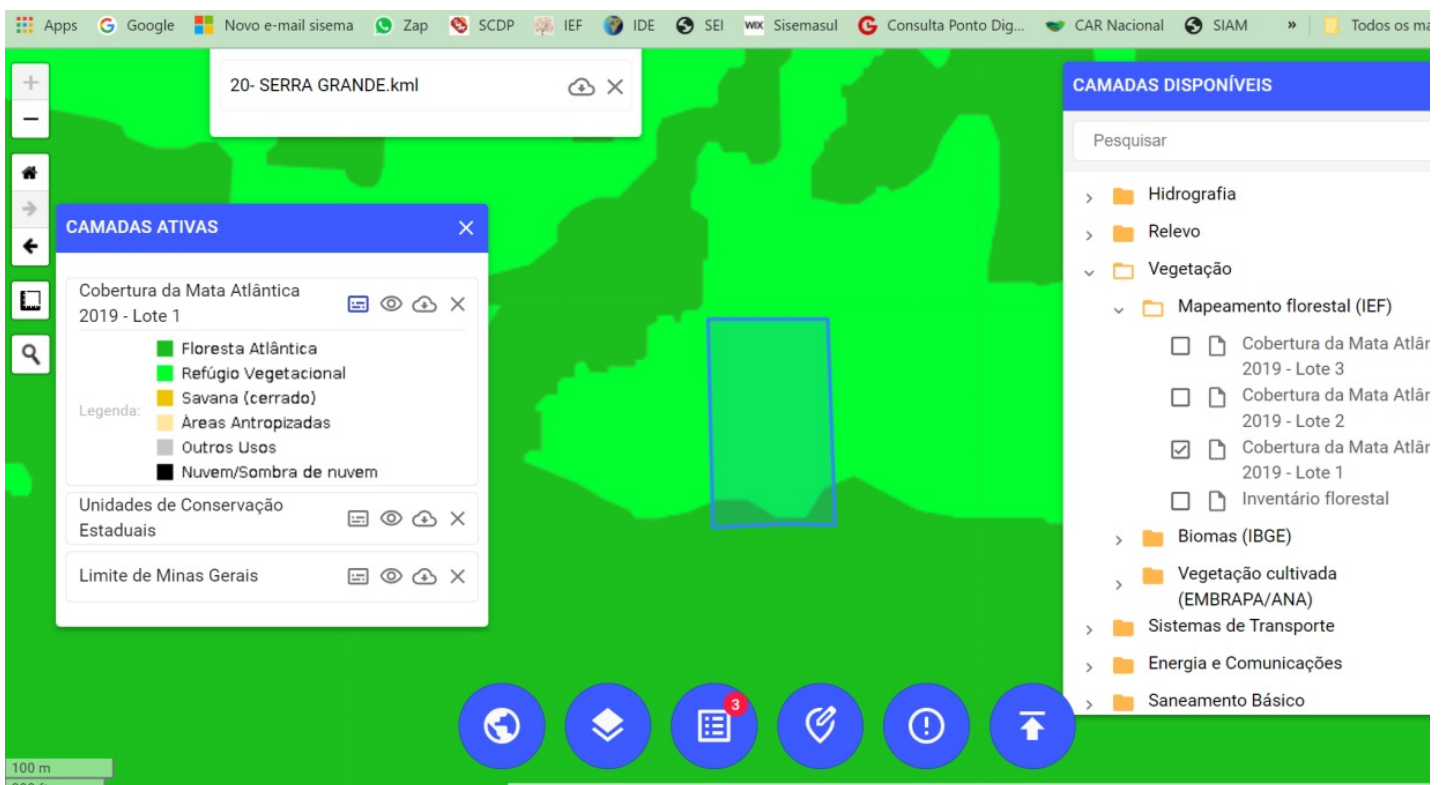 Apps Google Novo e-mail sisema Zap SCDP IEF IDE SEI WIX Sisemasul Consulta Ponto Dig... CAR Nacional SIAM » Todos os ma
20- SERRA GRANDE.kml
CAMADAS ATIVAS
Cobertura da Mata Atlântica
2019 - Lote 1
Legenda:
Floresta Atlântica
Refúgio Vegetacional
Savana (cerrado)
Àreas Antropizadas
Outros Usos
Nuvem/Sombra de nuvem
Unidades de Conservação
Estaduais
Limite de Minas Gerais
CAMADAS DISPONÍVEIS
Pesquisar
Hidrografia
Relevo
Vegetação
Mapeamento florestal (IEF)
Cobertura da Mata Atlân
2019 - Lote 3
Cobertura da Mata Atlân
2019 - Lote 2
Cobertura da Mata Atlân
2019 - Lote 1
Inventário florestal
Biomas (IBGE)
Vegetação cultivada
(EMBRAPA/ANA)
Sistemas de Transporte
Energia e Comunicações
Saneamento Básico
3
100 m